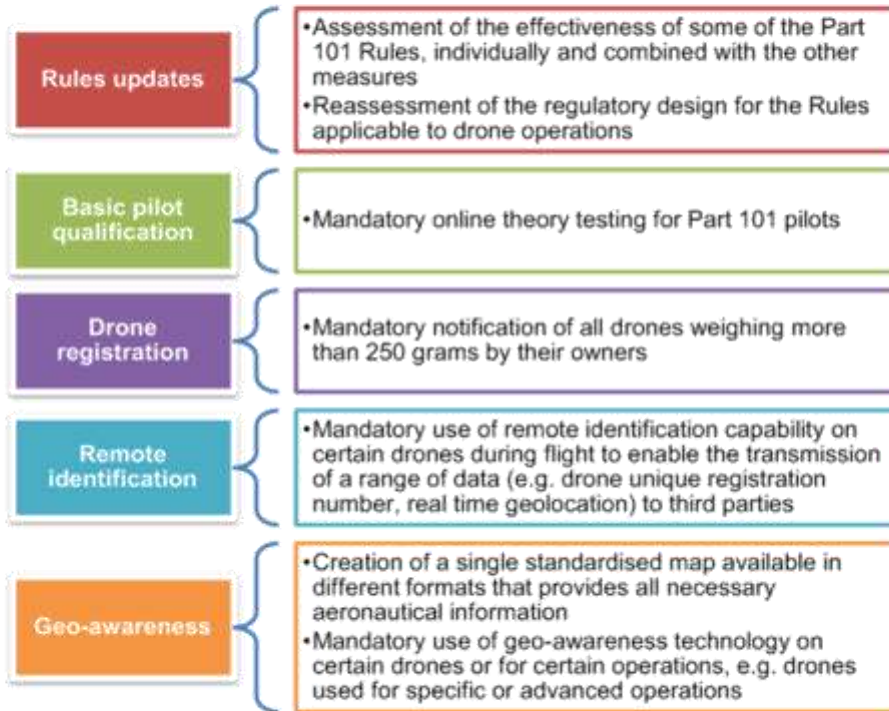 Rules updates
•Assessment of the effectiveness of some of the Part
101 Rules, individually and combined with the other
measures
•Reassessment of the regulatory design for the Rules
applicable to drone operations
Basic pilot
qualification
•Mandatory online theory testing for Part 101 pilots
Drone
registration
•Mandatory notification of all drones weighing more
than 250 grams by their owners
Remote
identification
•Mandatory use of remote identification capability on
certain drones during flight to enable the transmission
of a range of data (e.g. drone unique registration
number, real time geolocation) to third parties
Geo-awareness
•Creation of a single standardised map available in
different formats that provides all necessary
aeronautical information
•Mandatory use of geo-awareness technology on
certain drones or for certain operations, e.g. drones
used for specific or advanced operations